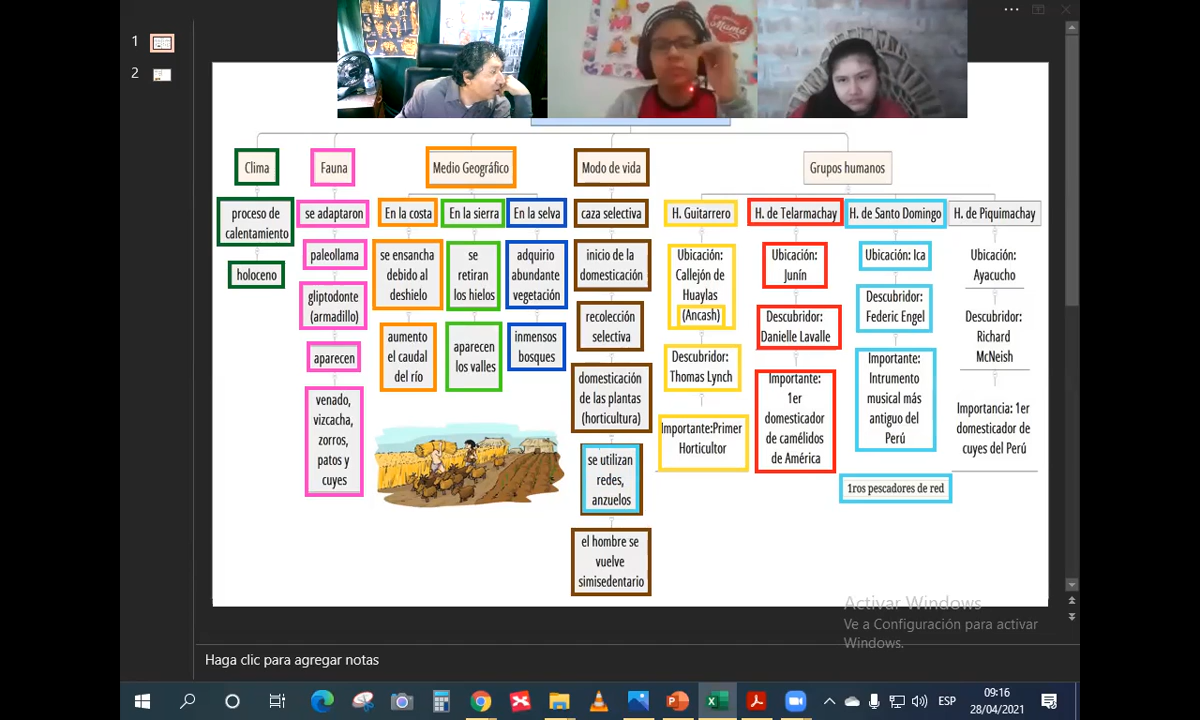 1
2
Mamá
Clima
Fauna
Medio Geográfico
Modo de vida
Grupos humanos
proceso de
calentamiento
holoceno
se adaptaron
paleollama
gliptodonte
(armadillo)
aparecen
venado,
vizcacha,
zorros,
patos y
cuyes
En la costa
se ensancha
debido al
deshielo
aumento
el caudal
del río
En la sierra
se
retiran
los hielos
aparecen
los valles
En la selva
adquirio
abundante
vegetación
inmensos
bosques
caza selectiva
inicio de la
domesticación
recolección
selectiva
domesticación
de las plantas
(horticultura)
se utilizan
redes,
anzuelos
el hombre se
vuelve
simisedentario
H. Guitarrero
Ubicación:
Callejón de
Huaylas
(Ancash)
Descubridor:
Thomas Lynch
Importante:Primer
Horticultor
H. de Telarmachay
Ubicación:
Junín
Descubridor:
Danielle Lavalle
Importante:
1er
domesticador
de camélidos
de América
H. de Santo Domingo
Ubicación: Ica
Descubridor:
Federic Engel
Importante:
Intrumento
musical más
antiguo del
Perú
1ros pescadores de red
H. de Piquimachay
Ubicación:
Ayacucho
Descubridor:
Richard
McNeish
Importancia: 1er
domesticador de
cuyes del Perú
Activar Windows
Ve a Configuración para activar
Windows.
Haga clic para agregar notas
ESP
09:16
28/04/2021